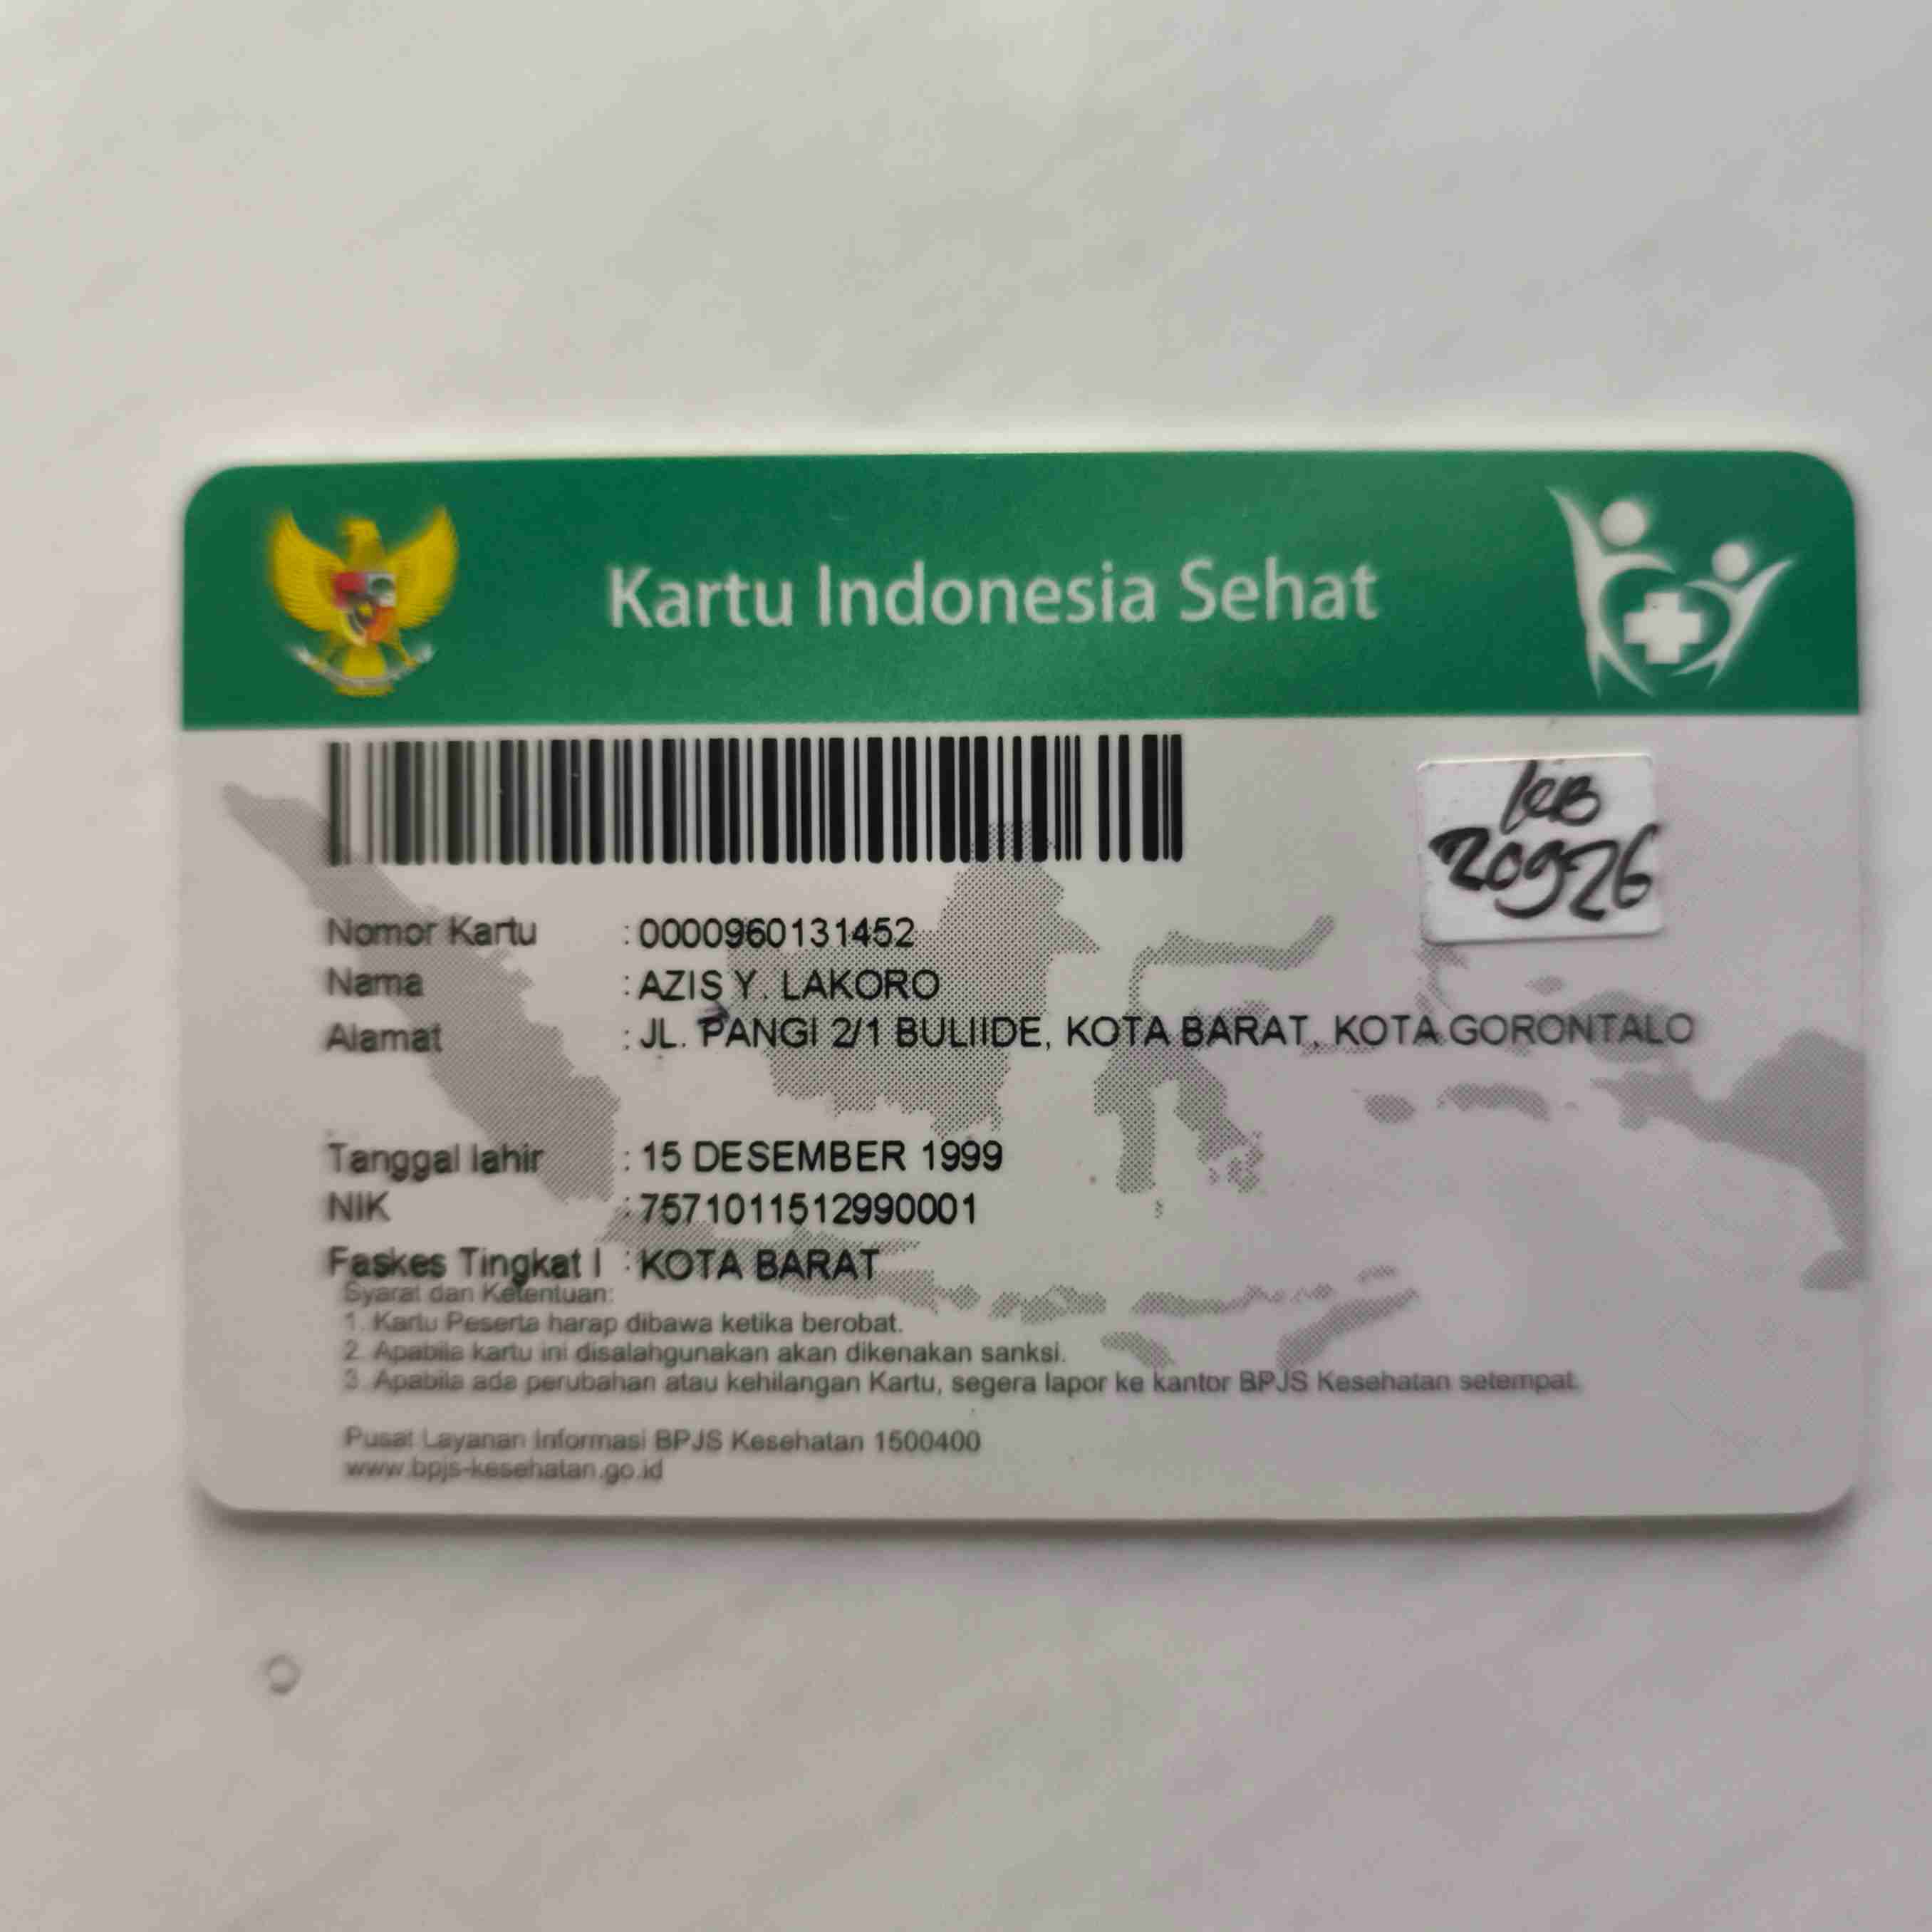 Kartu Indonesia Sehat
20926
Nomor Kartu : 0000960131452
Nama : AZIS Y. LAKORO
Alamat : JL. PANGI 2/1 BULIIDE, KOTA BARAT, KOTA GORONTALO
Tanggal lahir : 15 DESEMBER 1999
NIK : 7571011512990001
Faskes Tingkat I : KOTA BARAT
Syarat dan Ketentuan:
1. Kartu Peserta harap dibawa ketika berobat.
2. Apabila kartu ini disalahgunakan akan dikenakan sanksi.
3. Apabila ada perubahan atau kehilangan Kartu, segera lapor ke kantor BPJS Kesehatan setempat.
Pusat Layanan Informasi BPJS Kesehatan 1500400
www.bpjs-kesehatan.go.id